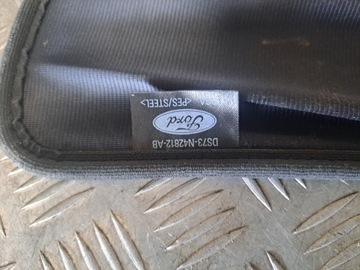 Ford
DS73-N42812-AB
>PES/STEEL<